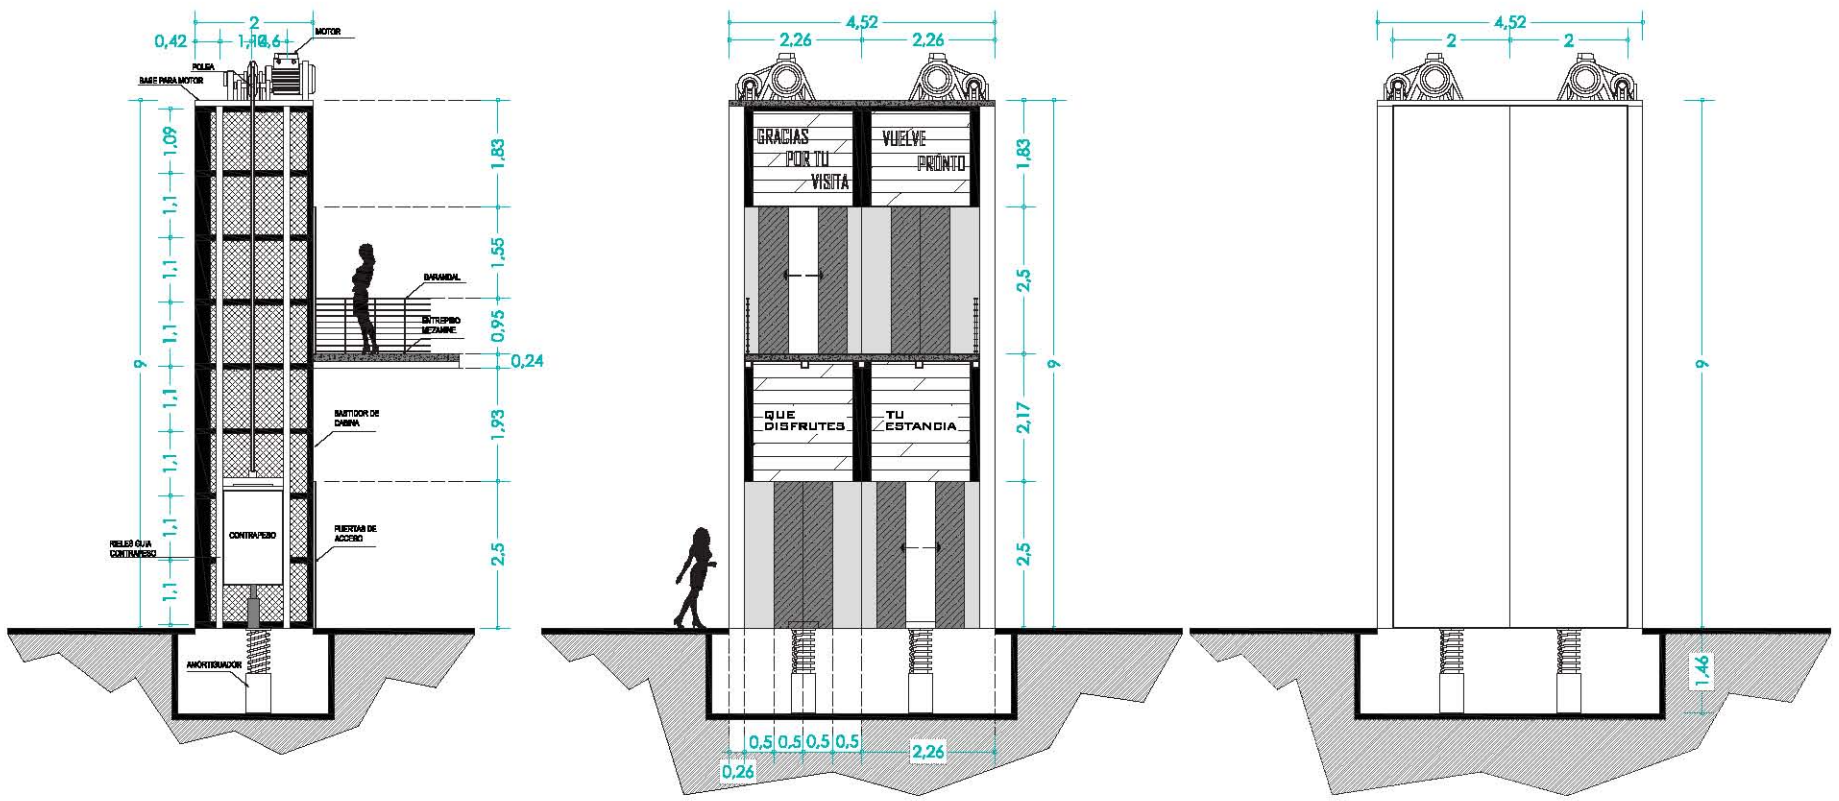 2
0,42
0,6
MOTOR
POLEA
BASE PARA MOTOR
9
1,09
1,1
1,1
1,1
1,1
1,1
1,1
1,1
1,83
1,55
0,95
0,24
1,93
2,5
BARANDAL
ENTREPISO
MEZANINE.
BASTIDOR DE
CABINA
PUERTAS DE
ACCESO
CONTRAPESO
RIELES GUIA
CONTRAPESO
AMORTIGUADOR
4,52
2,26
2,26
GRACIAS
POR TU
VISITA
VUELVE
PRONTO
QUE
DISFRUTES
TU
ESTANCIA
1,83
2,5
2,17
2,5
9
0,5
0,5
0,5
0,5
2,26
0,26
4,52
2
2
9
1,46